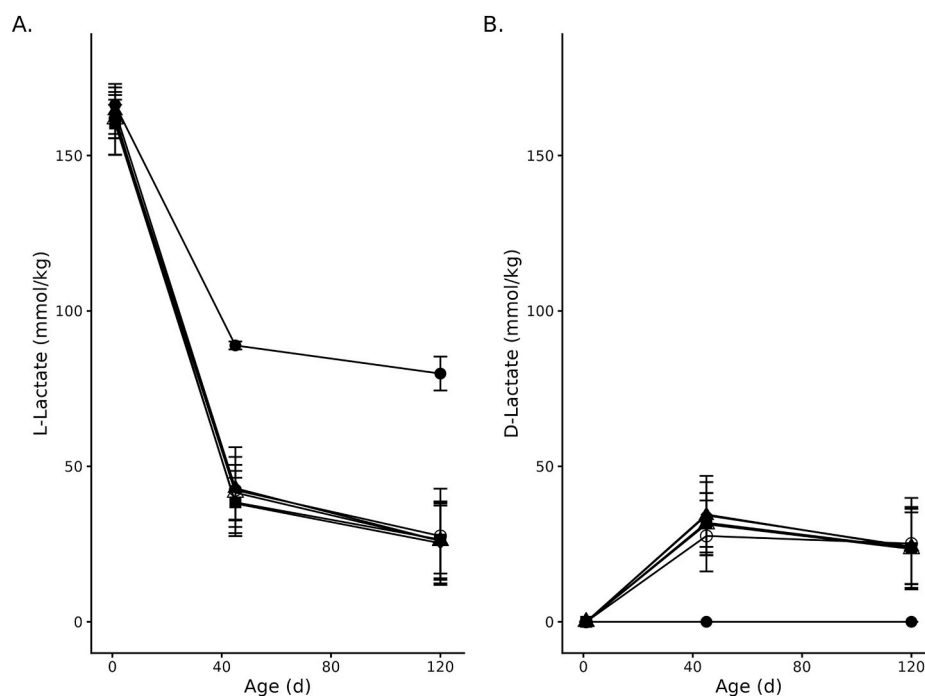 A.
L-Lactate (mmol/kg)
150
100
50
0
0 40 80 120
Age (d)
B.
D-Lactate (mmol/kg)
150
100
50
0
0 40 80 120
Age (d)